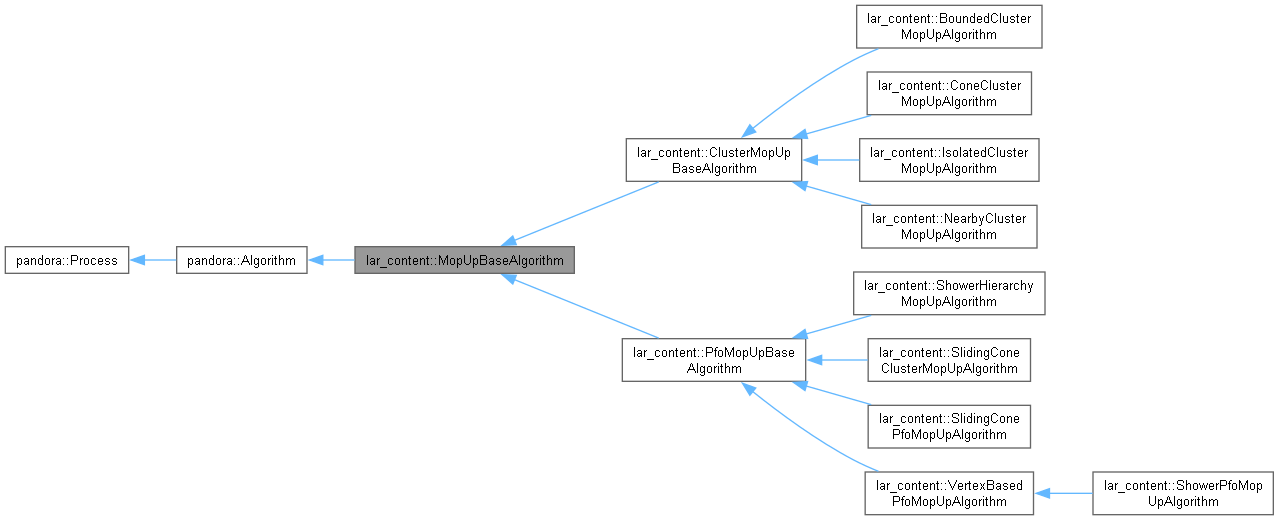 lar_content::BoundedCluster
MopUpAlgorithm
lar_content::ConeCluster
MopUpAlgorithm
lar_content::ClusterMopUp
BaseAlgorithm
lar_content::IsolatedCluster
MopUpAlgorithm
lar_content::NearbyCluster
MopUpAlgorithm
pandora::Process
pandora::Algorithm
lar_content::MopUpBaseAlgorithm
lar_content::ShowerHierarchy
MopUpAlgorithm
lar_content::PfoMopUpBase
Algorithm
lar_content::SlidingCone
ClusterMopUpAlgorithm
lar_content::SlidingCone
PfoMopUpAlgorithm
lar_content::VertexBased
PfoMopUpAlgorithm
lar_content::ShowerPfoMop
UpAlgorithm